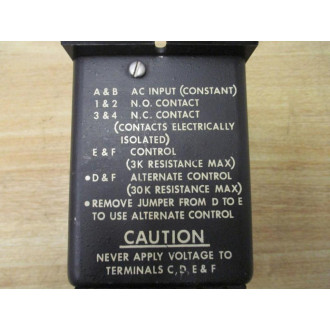 A & B AC INPUT (CONSTANT)
1 & 2 N.O. CONTACT
3 & 4 N.C. CONTACT
(CONTACTS ELECTRICALLY
ISOLATED)
E & F CONTROL
(3K RESISTANCE MAX)
• D & F ALTERNATE CONTROL
(30K RESISTANCE MAX)
• REMOVE JUMPER FROM D TO E
TO USE ALTERNATE CONTROL
CAUTION
NEVER APPLY VOLTAGE TO
TERMINALS C, D, E & F